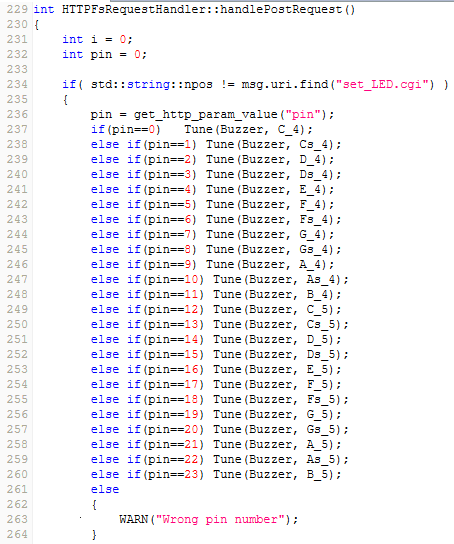 229 int HTTPFsRequestHandler::handlePostRequest()
230 {
231     int i = 0;
232     int pin = 0;
233
234     if( std::string::npos != msg.uri.find("set_LED.cgi") )
235     {
236         pin = get_http_param_value("pin");
237         if(pin==0)   Tune(Buzzer, C_4);
238         else if(pin==1) Tune(Buzzer, Cs_4);
239         else if(pin==2) Tune(Buzzer, D_4);
240         else if(pin==3) Tune(Buzzer, Ds_4);
241         else if(pin==4) Tune(Buzzer, E_4);
242         else if(pin==5) Tune(Buzzer, F_4);
243         else if(pin==6) Tune(Buzzer, Fs_4);
244         else if(pin==7) Tune(Buzzer, G_4);
245         else if(pin==8) Tune(Buzzer, Gs_4);
246         else if(pin==9) Tune(Buzzer, A_4);
247         else if(pin==10) Tune(Buzzer, As_4);
248         else if(pin==11) Tune(Buzzer, B_4);
249         else if(pin==12) Tune(Buzzer, C_5);
250         else if(pin==13) Tune(Buzzer, Cs_5);
251         else if(pin==14) Tune(Buzzer, D_5);
252         else if(pin==15) Tune(Buzzer, Ds_5);
253         else if(pin==16) Tune(Buzzer, E_5);
254         else if(pin==17) Tune(Buzzer, F_5);
255         else if(pin==18) Tune(Buzzer, Fs_5);
256         else if(pin==19) Tune(Buzzer, G_5);
257         else if(pin==20) Tune(Buzzer, Gs_5);
258         else if(pin==21) Tune(Buzzer, A_5);
259         else if(pin==22) Tune(Buzzer, As_5);
260         else if(pin==23) Tune(Buzzer, B_5);
261         else
262         {
263             WARN("Wrong pin number");
264         }